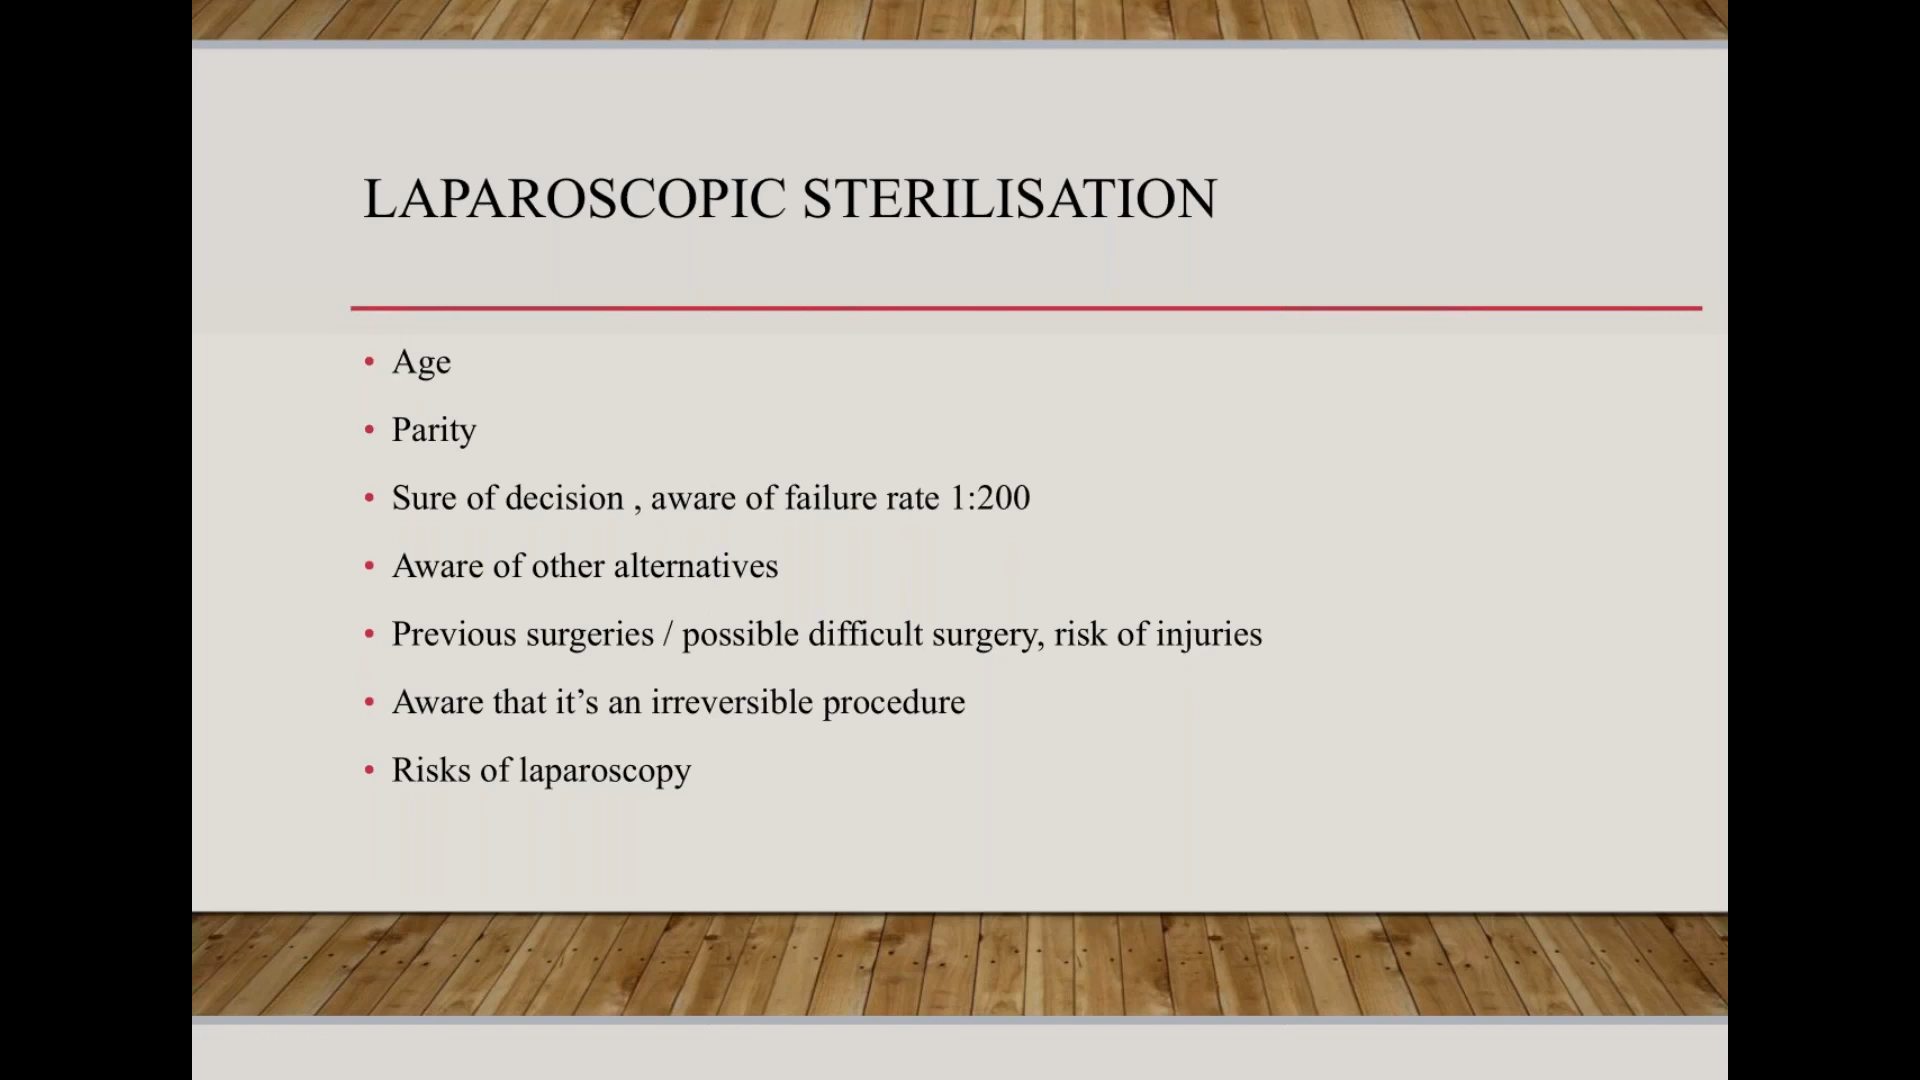 LAPAROSCOPIC STERILISATION
• Age
• Parity
• Sure of decision , aware of failure rate 1:200
• Aware of other alternatives
• Previous surgeries / possible difficult surgery, risk of injuries
• Aware that it’s an irreversible procedure
• Risks of laparoscopy